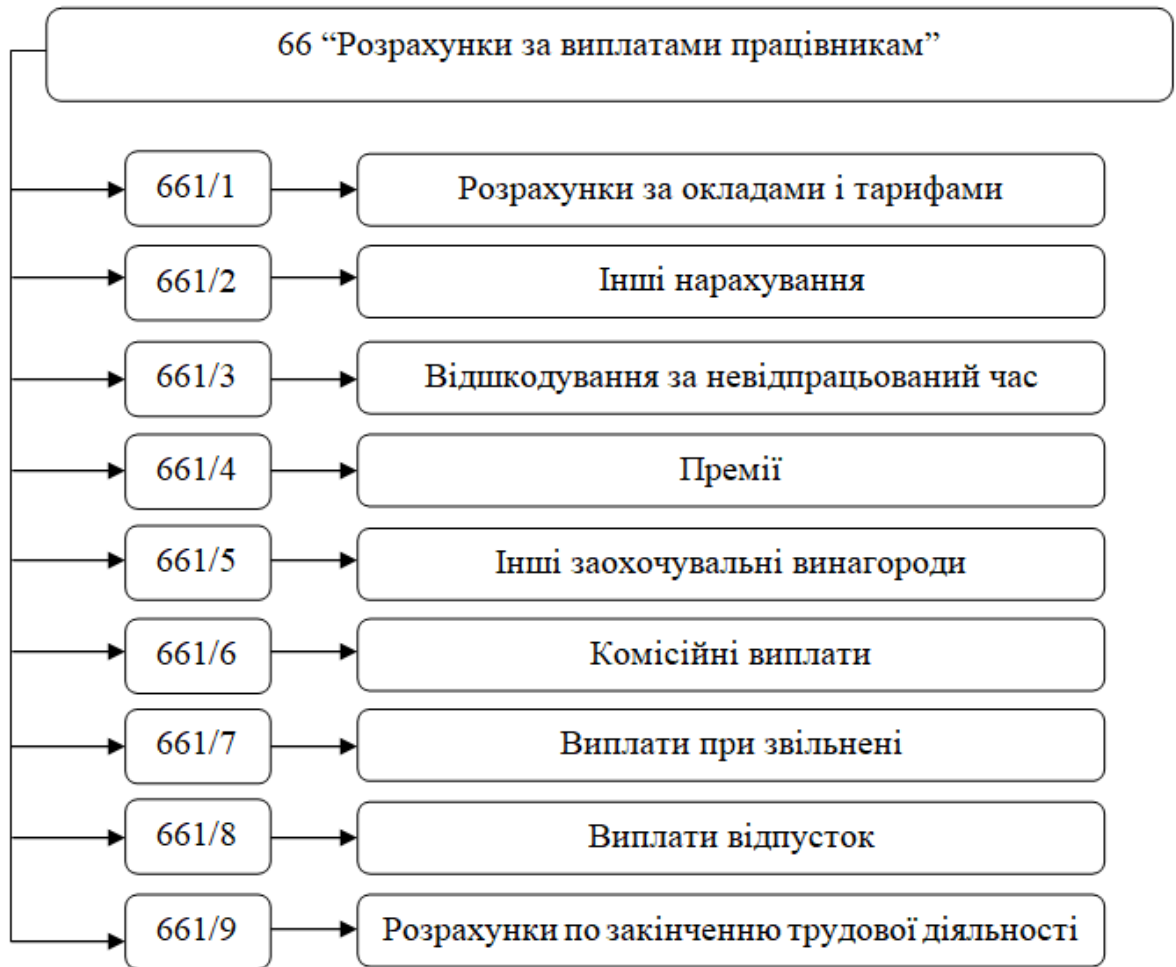 66 “Розрахунки за виплатами працівникам”
661/1 Розрахунки за окладами і тарифами
661/2 Інші нарахування
661/3 Відшкодування за невідпрацьований час
661/4 Премії
661/5 Інші заохочувальні винагороди
661/6 Комісійні виплати
661/7 Виплати при звільнені
661/8 Виплати відпусток
661/9 Розрахунки по закінченню трудової діяльності